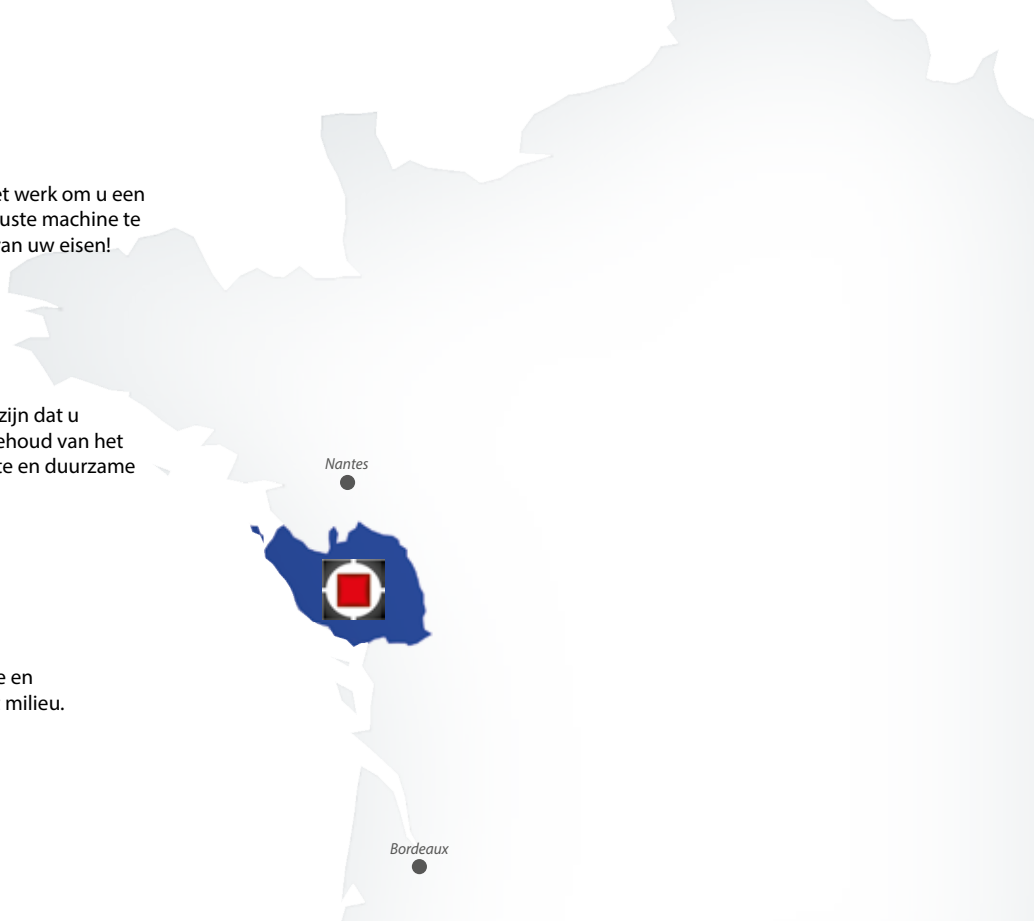 et werk om u een
uste machine te
van uw eisen!
zijn dat u
ehoud van het
te en duurzame
Nantes
e en
milieu.
Bordeaux